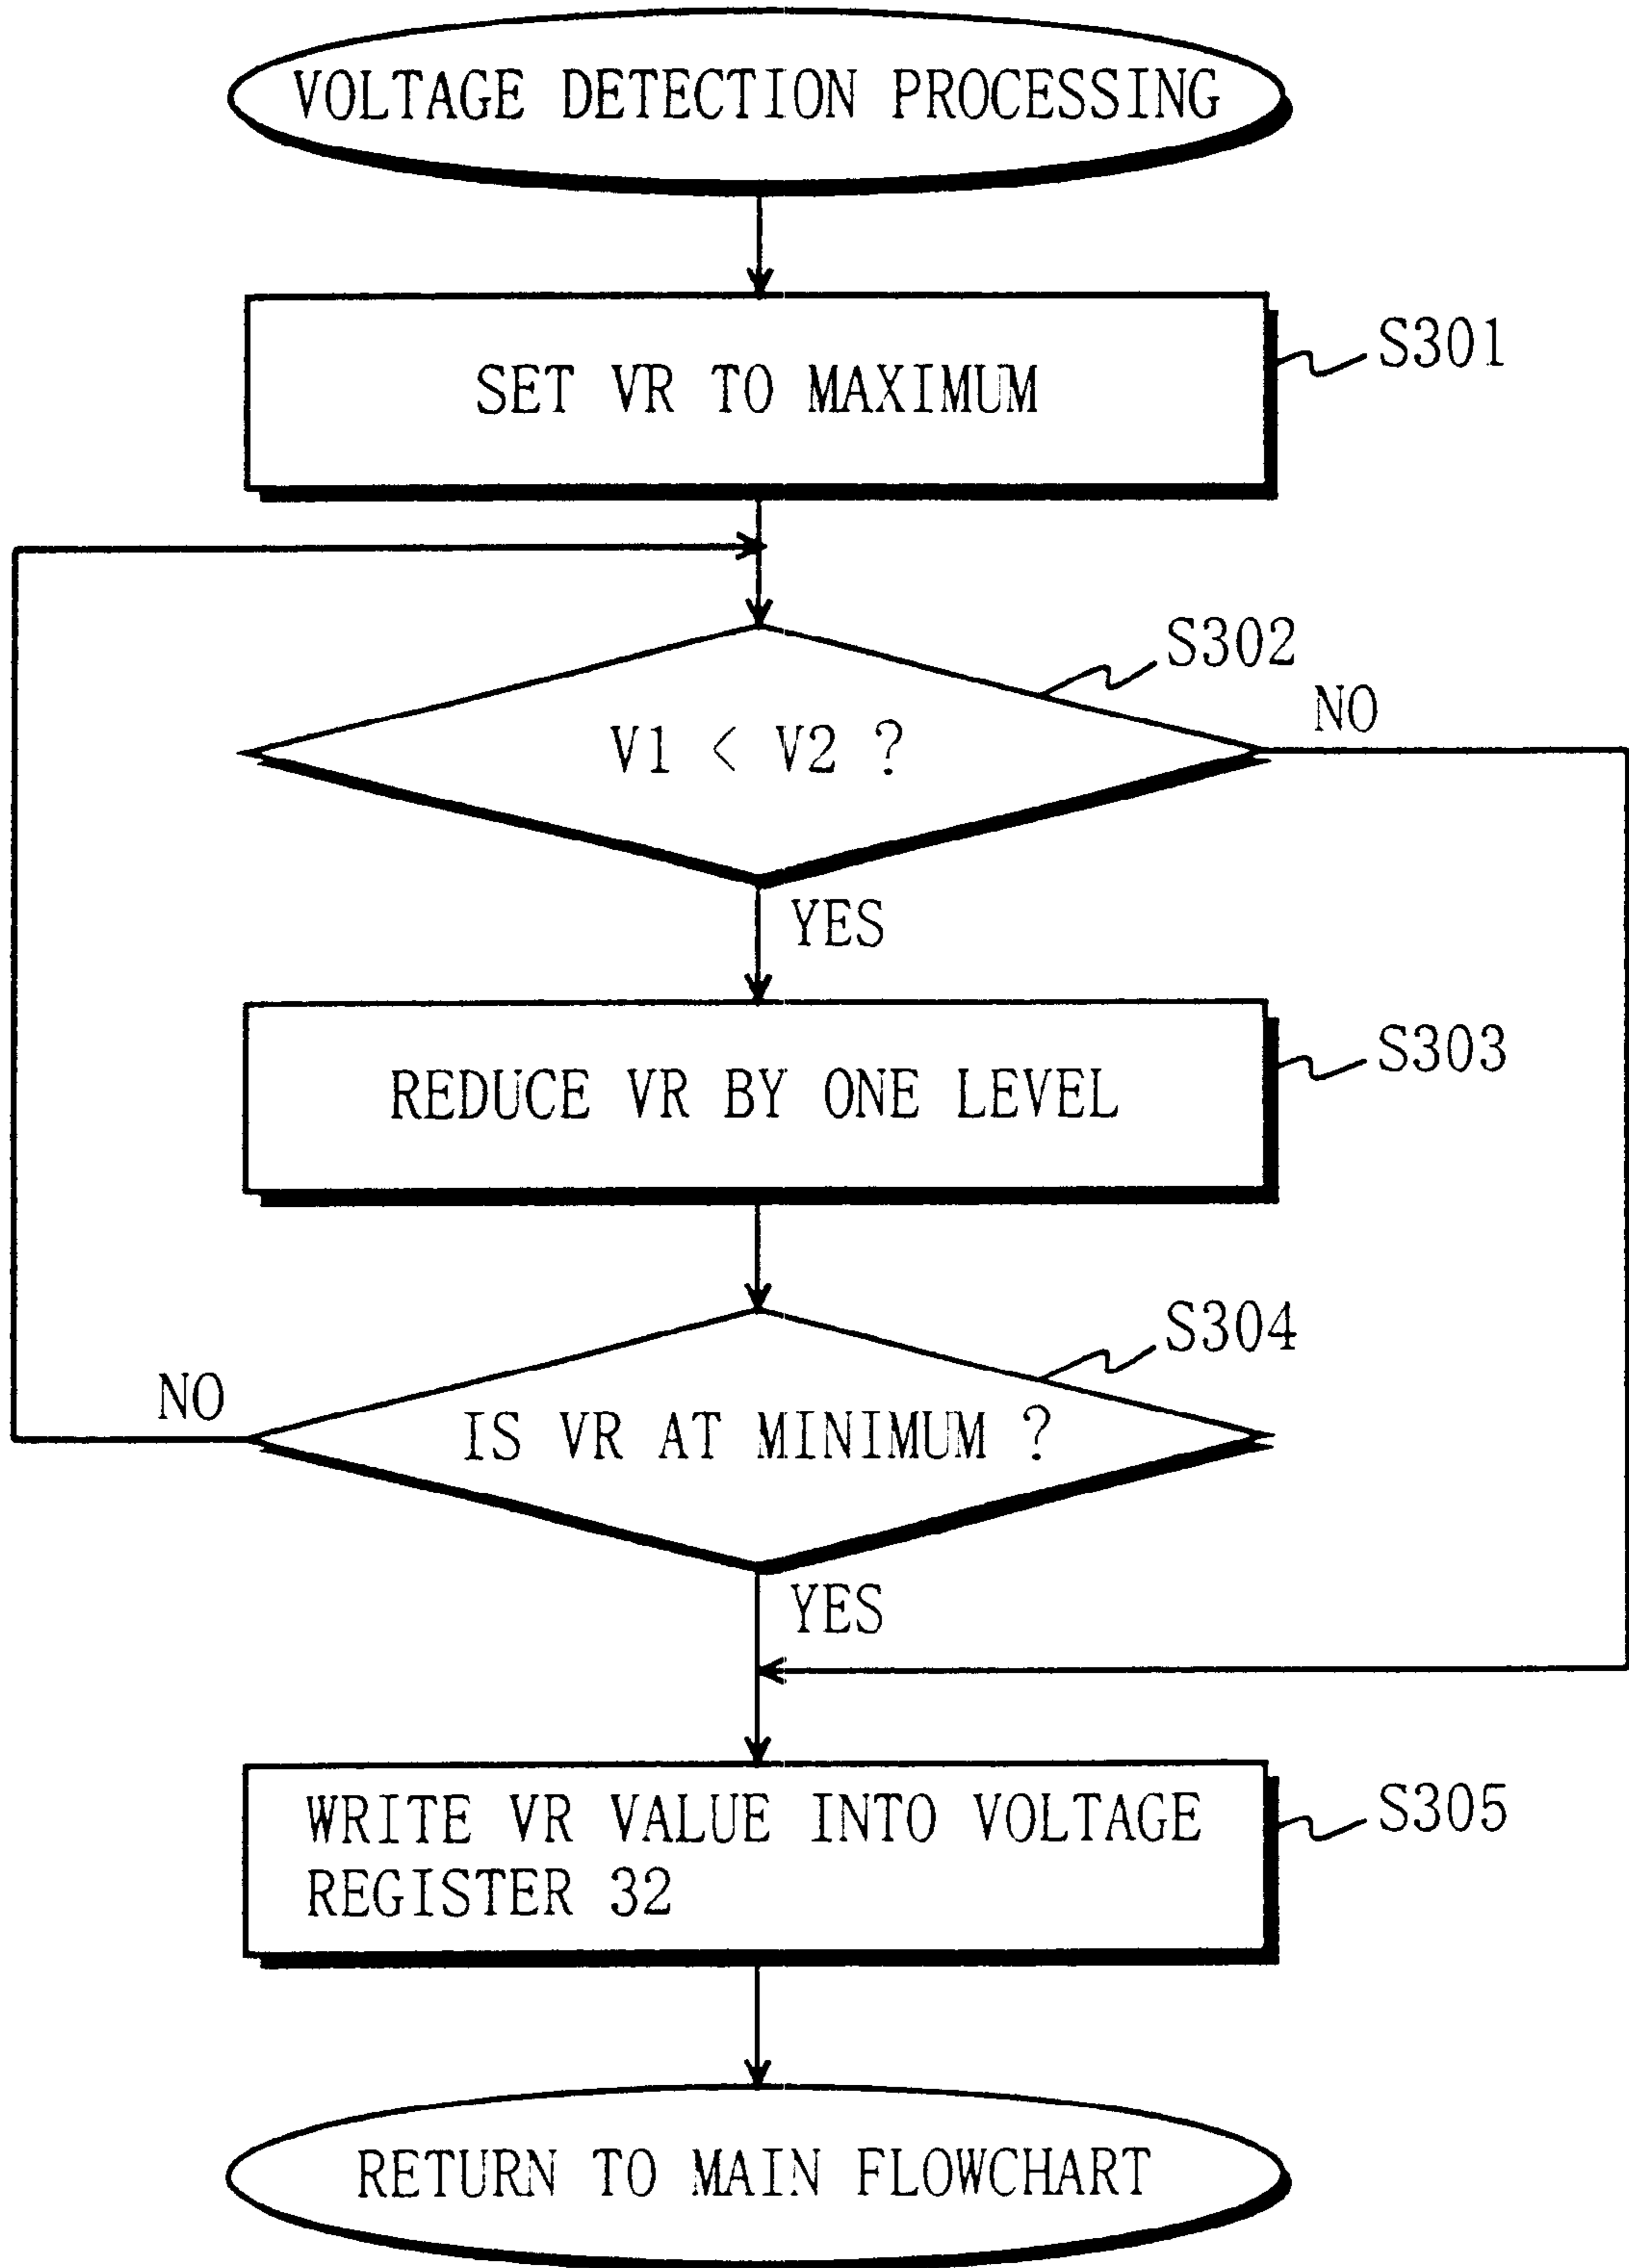 VOLTAGE DETECTION PROCESSING
SET VR TO MAXIMUM
S301
S302
V1 < V2 ?
NO
YES
REDUCE VR BY ONE LEVEL
S303
S304
NO
IS VR AT MINIMUM ?
YES
WRITE VR VALUE INTO VOLTAGE
REGISTER 32
S305
RETURN TO MAIN FLOWCHART